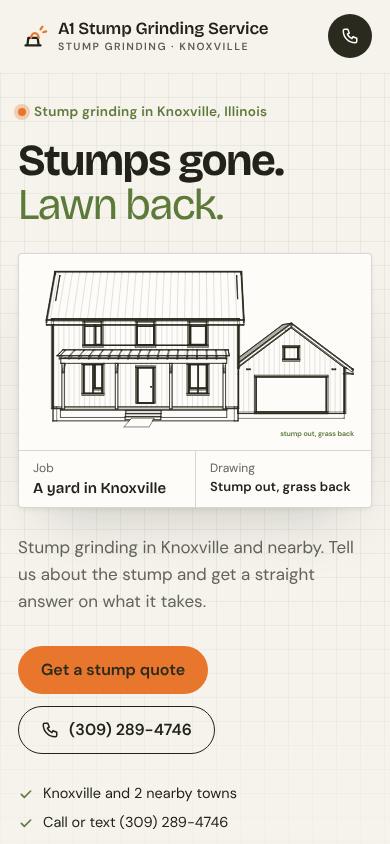 A1 Stump Grinding Service
STUMP GRINDING · KNOXVILLE
Stump grinding in Knoxville, Illinois
Stumps gone.
Lawn back.
stump out, grass back
Job
A yard in Knoxville
Drawing
Stump out, grass back
Stump grinding in Knoxville and nearby. Tell
us about the stump and get a straight
answer on what it takes.
Get a stump quote
(309) 289-4746
Knoxville and 2 nearby towns
Call or text (309) 289-4746